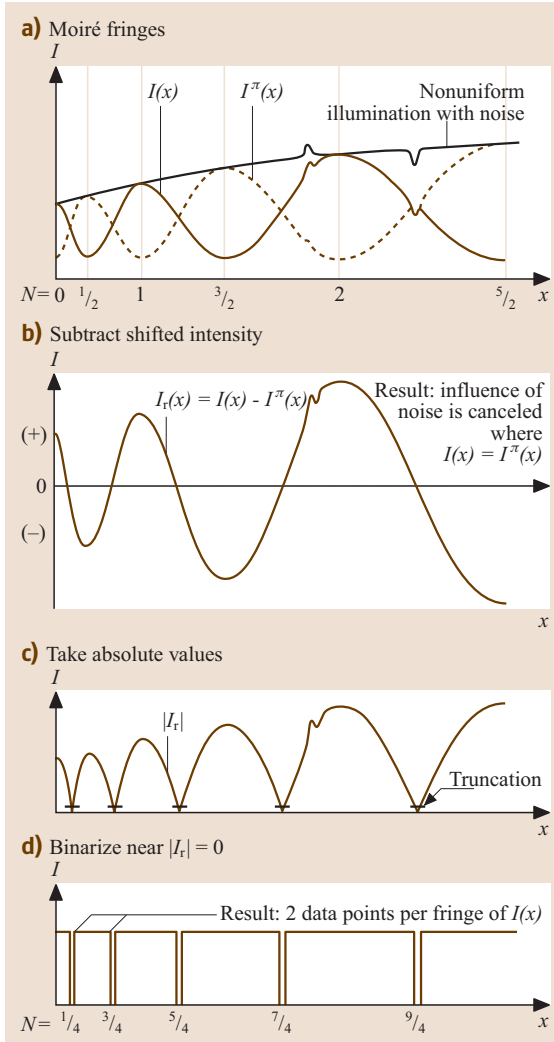 a) Moiré fringes
I
I(x)
I^π(x)
Nonuniform
illumination with noise
N= 0 1/2 1 3/2 2 5/2 x
b) Subtract shifted intensity
I
I_r(x) = I(x) - I^π(x)
Result: influence of
noise is canceled
where
I(x) = I^π(x)
(+)
0
(–)
x
c) Take absolute values
I
|I_r|
Truncation
x
d) Binarize near |I_r| = 0
I
Result: 2 data points per fringe of I(x)
N= 1/4 3/4 5/4 7/4 9/4 x